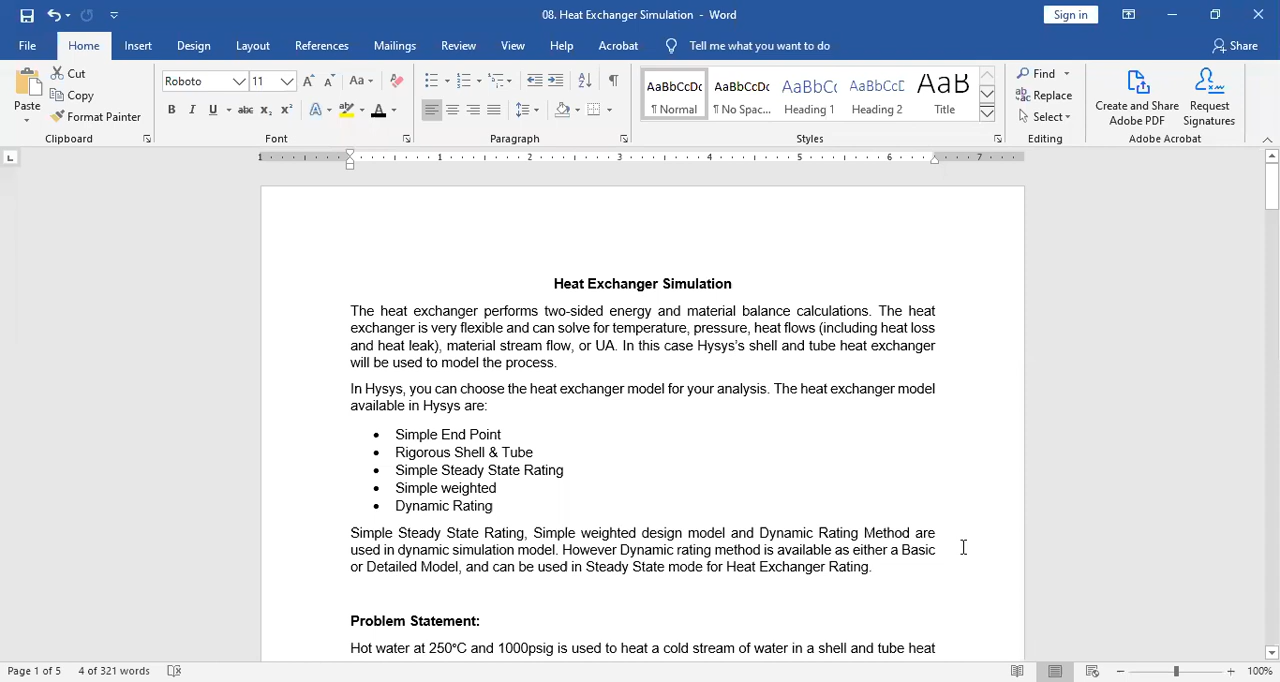 08. Heat Exchanger Simulation - Word
Sign in
File Home Insert Design Layout References Mailings Review View Help Acrobat Tell me what you want to do Share
Paste
Cut
Copy
Format Painter
Clipboard
Roboto 11
Font
Paragraph
AaBbCcDc AaBbCcDc AaBbCc AaBbCcD AaB
¶ Normal ¶ No Spac... Heading 1 Heading 2 Title
Styles
Find
Replace
Select
Editing
Create and Share Adobe PDF
Request Signatures
Adobe Acrobat
1 1 2 3 4 5 6 7
Heat Exchanger Simulation
The heat exchanger performs two-sided energy and material balance calculations. The heat
exchanger is very flexible and can solve for temperature, pressure, heat flows (including heat loss
and heat leak), material stream flow, or UA. In this case Hysys's shell and tube heat exchanger
will be used to model the process.
In Hysys, you can choose the heat exchanger model for your analysis. The heat exchanger model
available in Hysys are:
• Simple End Point
• Rigorous Shell & Tube
• Simple Steady State Rating
• Simple weighted
• Dynamic Rating
Simple Steady State Rating, Simple weighted design model and Dynamic Rating Method are
used in dynamic simulation model. However Dynamic rating method is available as either a Basic
or Detailed Model, and can be used in Steady State mode for Heat Exchanger Rating.
Problem Statement:
Hot water at 250°C and 1000psig is used to heat a cold stream of water in a shell and tube heat
Page 1 of 5 4 of 321 words
100%